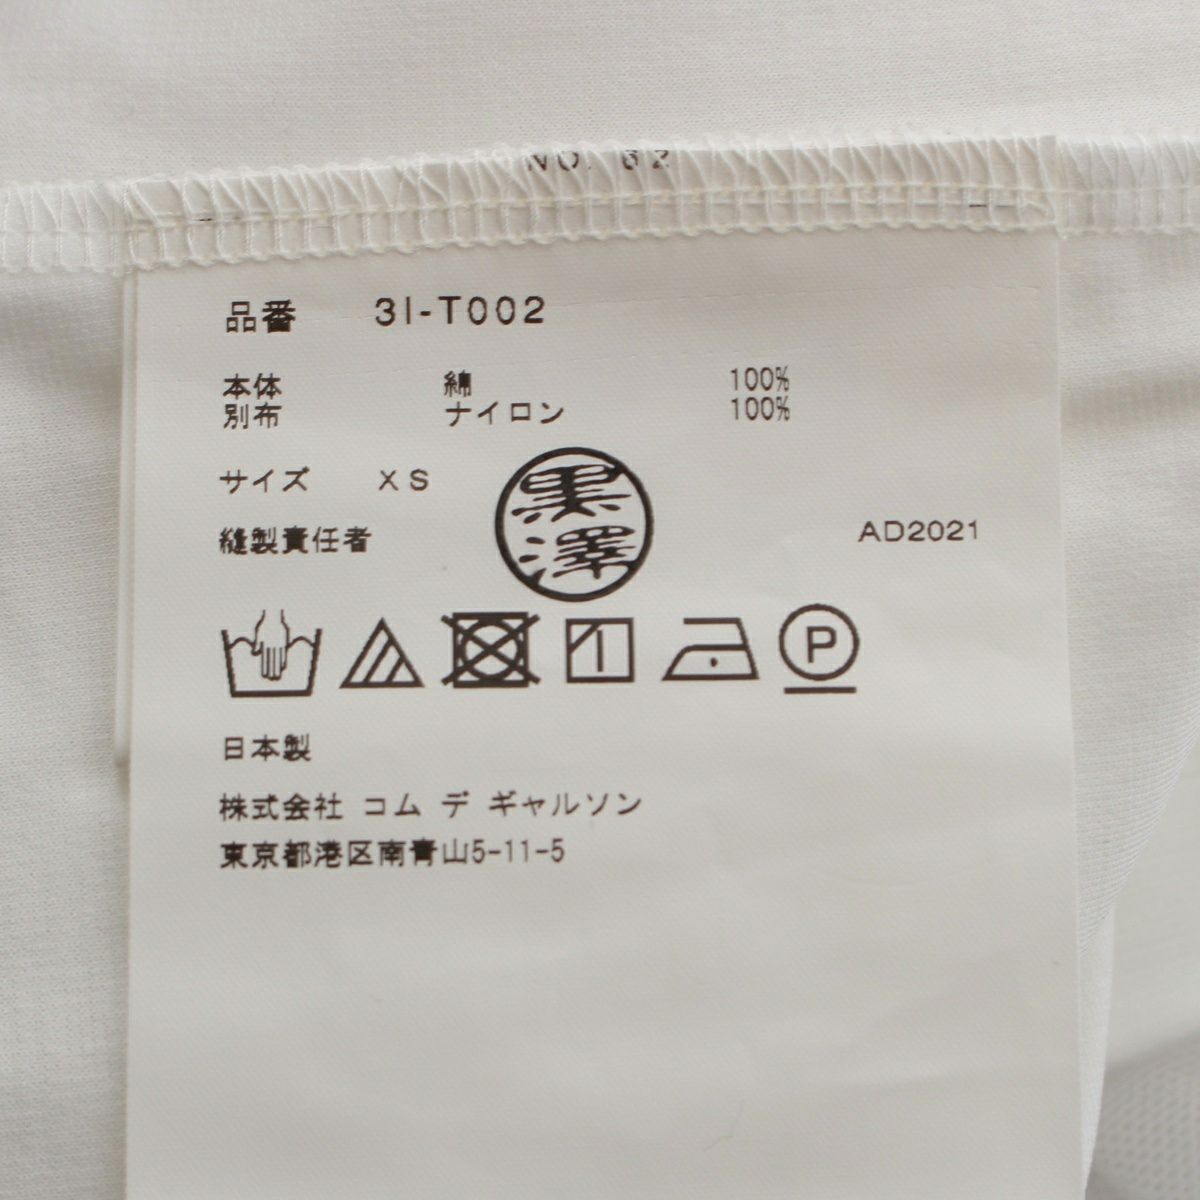 NO. 62
品番 3I-T002
本体 綿 100%
別布 ナイロン 100%
サイズ XS
縫製責任者 黒澤 AD2021
P
日本製
株式会社 コム デ ギャルソン
東京都港区南青山5-11-5